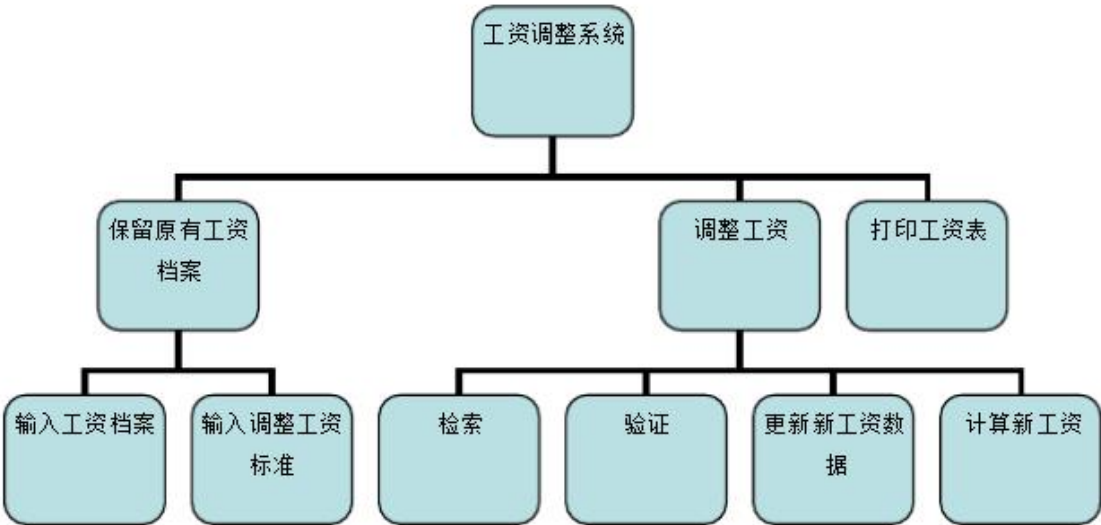 工资调整系统
保留原有工资
档案
调整工资
打印工资表
输入工资档案
输入调整工资
标准
检索
验证
更新新工资数
据
计算新工资